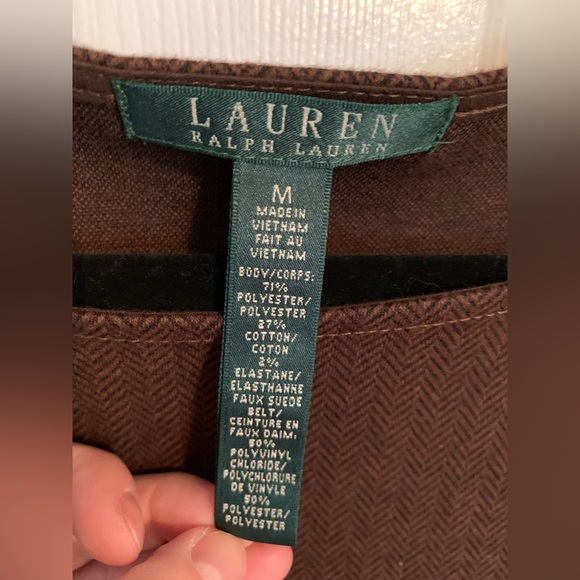 LAUREN
RALPH LAUREN
M
MADE IN
VIETNAM
FAIT AU
VIETNAM
BODY/CORPS:
71%
POLYESTER/
POLYESTER
27%
COTTON/
COTON
2%
ELASTANE/
ELASTHANNE
FAUX SUEDE
BELT/
CEINTURE EN
FAUX DAIM:
50%
POLYVINYL
CHLORIDE/
POLYCHLORURE
DE VINYLE
50%
POLYESTER/
POLYESTER